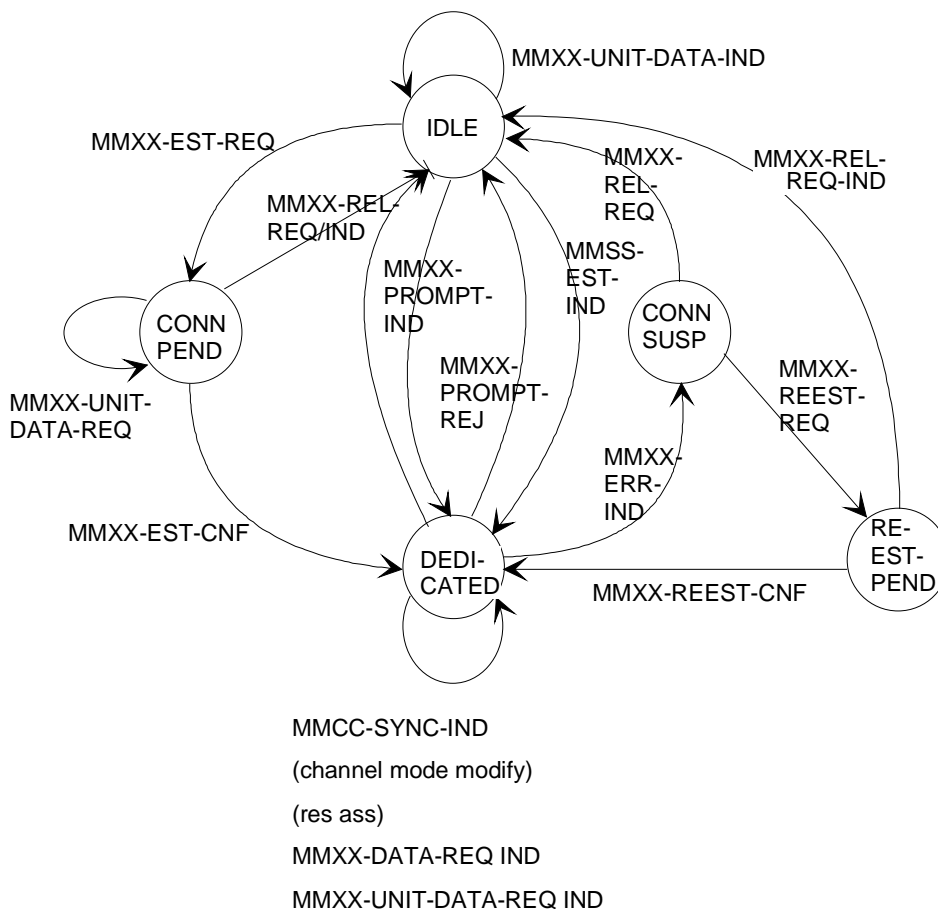 MMXX-UNIT-DATA-IND
IDLE
MMXX-EST-REQ
MMXX-
REL-
REQ
MMXX-REL-
REQ-IND
MMXX-REL-
REQ/IND
MMXX-
PROMPT-
IND
MMSS-
EST-
IND
CONN
PEND
CONN
SUSP
MMXX-
PROMPT-
REJ
MMXX-
REEST-
REQ
MMXX-UNIT-
DATA-REQ
MMXX-
ERR-
IND
MMXX-EST-CNF
DEDI-
CATED
RE-
EST-
PEND
MMXX-REEST-CNF
MMCC-SYNC-IND
(channel mode modify)
(res ass)
MMXX-DATA-REQ IND
MMXX-UNIT-DATA-REQ IND